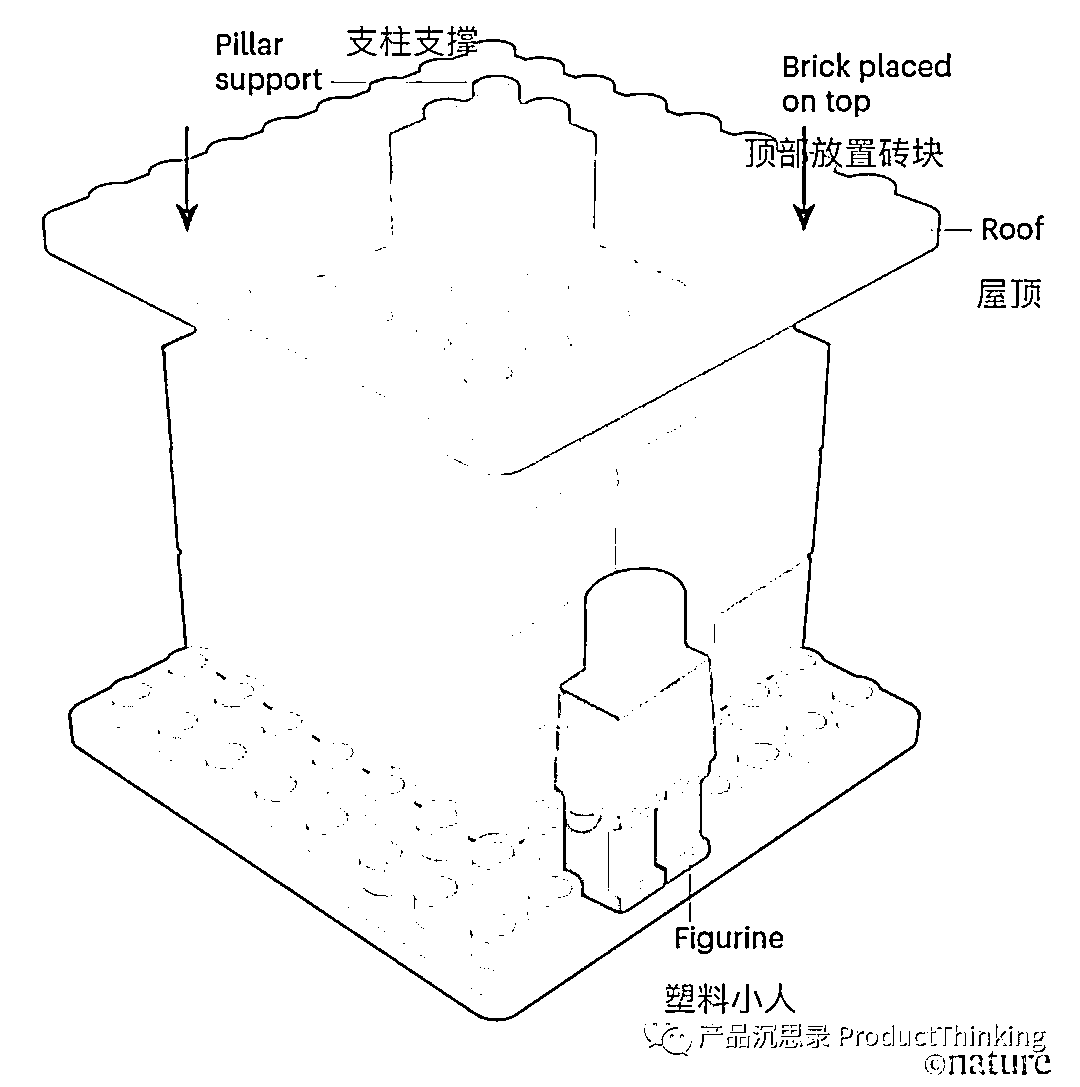 Pillar
support
支柱支撑
Brick placed
on top
顶部放置砖块
Roof
屋顶
Figurine
塑料小人
产品沉思录 ProductThinking
©nature